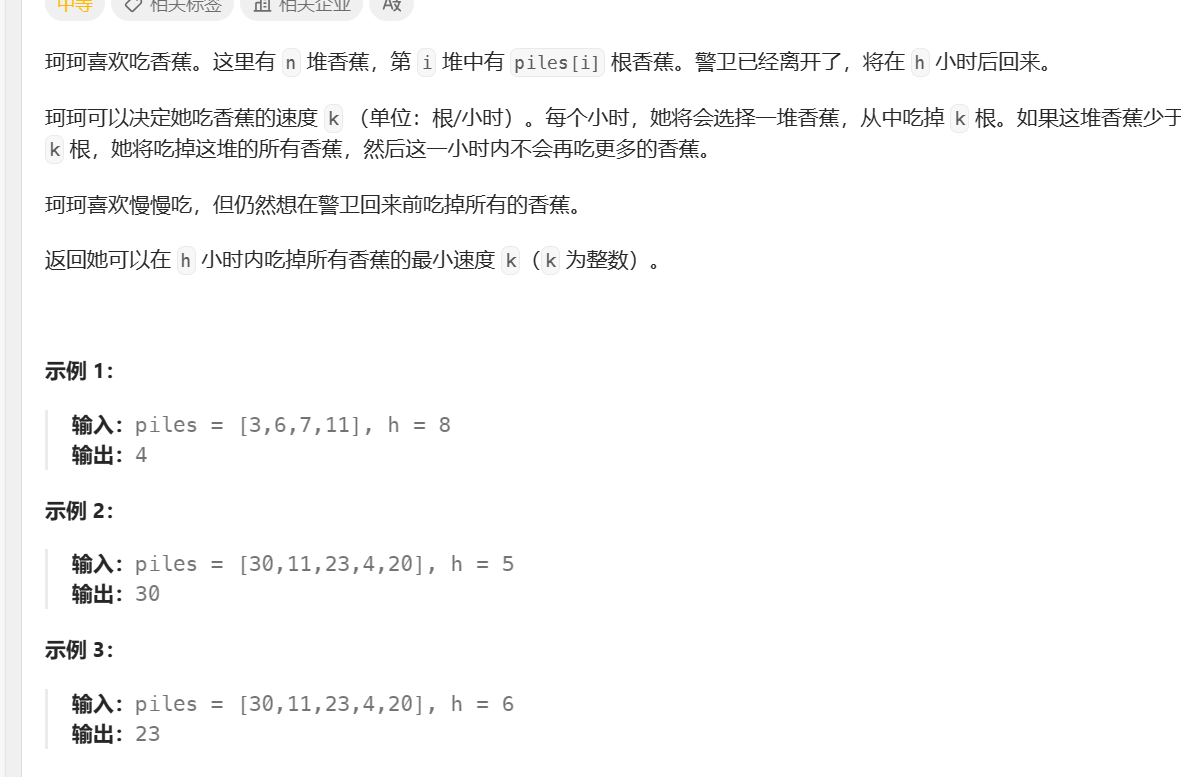 中等 相关标签 相关企业 Aあ
珂珂喜欢吃香蕉。这里有 n 堆香蕉，第 i 堆中有 piles[i] 根香蕉。警卫已经离开了，将在 h 小时后回来。
珂珂可以决定她吃香蕉的速度 k （单位：根/小时）。每个小时，她将会选择一堆香蕉，从中吃掉 k 根。如果这堆香蕉少于
k 根，她将吃掉这堆的所有香蕉，然后这一小时内不会再吃更多的香蕉。
珂珂喜欢慢慢吃，但仍然想在警卫回来前吃掉所有的香蕉。
返回她可以在 h 小时内吃掉所有香蕉的最小速度 k（k 为整数）。
示例 1：
输入：piles = [3,6,7,11], h = 8
输出：4
示例 2：
输入：piles = [30,11,23,4,20], h = 5
输出：30
示例 3：
输入：piles = [30,11,23,4,20], h = 6
输出：23